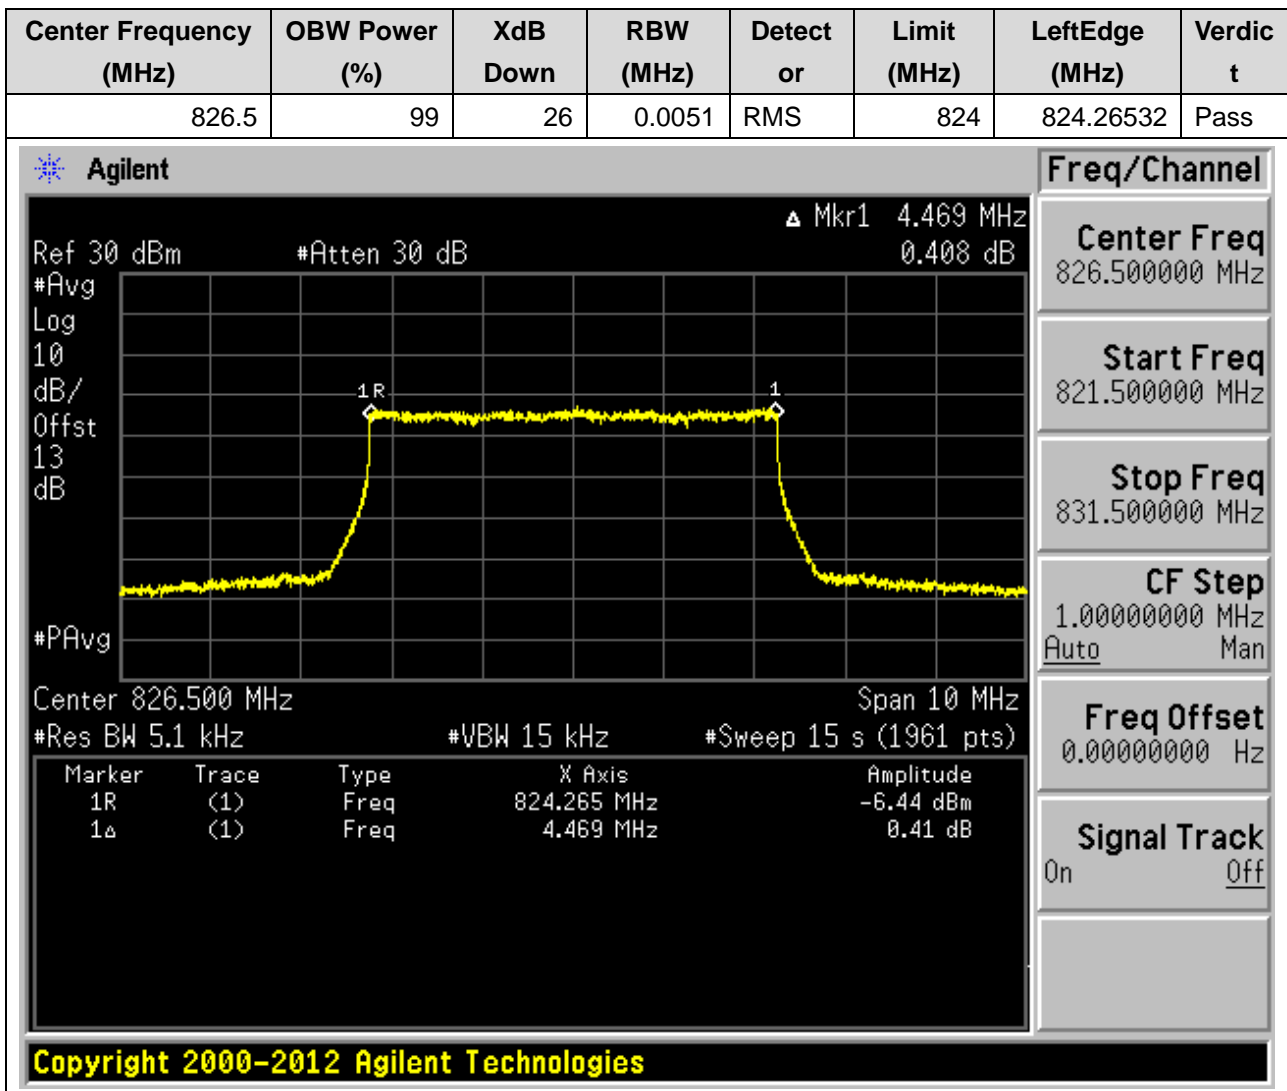 Center Frequency OBW Power XdB RBW Detect Limit LeftEdge Verdic
(MHz) (%) Down (MHz) or (MHz) (MHz) t
826.5 99 26 0.0051 RMS 824 824.26532 Pass
Agilent Freq/Channel
Δ Mkr1 4.469 MHz
Ref 30 dBm #Atten 30 dB 0.408 dB
#Avg
Log
10
dB/
Offst
13
dB
#PAvg
1R 1
Center 826.500 MHz Span 10 MHz
#Res BW 5.1 kHz #VBW 15 kHz #Sweep 15 s (1961 pts)
Marker Trace Type X Axis Amplitude
1R (1) Freq 824.265 MHz -6.44 dBm
1Δ (1) Freq 4.469 MHz 0.41 dB
Center Freq
826.500000 MHz
Start Freq
821.500000 MHz
Stop Freq
831.500000 MHz
CF Step
1.00000000 MHz
Auto Man
Freq Offset
0.00000000 Hz
Signal Track
On Off
Copyright 2000-2012 Agilent Technologies